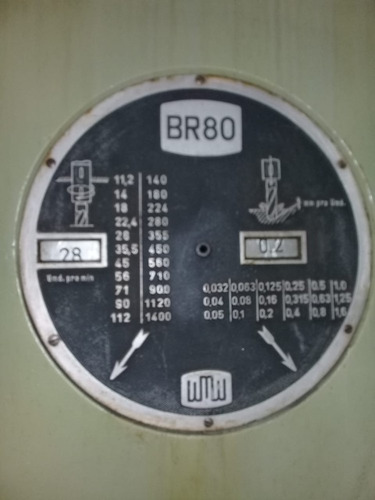 BR80
mm pro Umd.
28
0.2
Umd. pro min
11,2 140
14 180
18 224
22,4 280
28 355
35,5 450
45 560
56 710
71 900
90 1120
112 1400
0,032 0,063 0,125 0,25 0,5 1,0
0,04 0,08 0,16 0,315 0,63 1,25
0,05 0,1 0,2 0,4 0,8 1,6
WMW